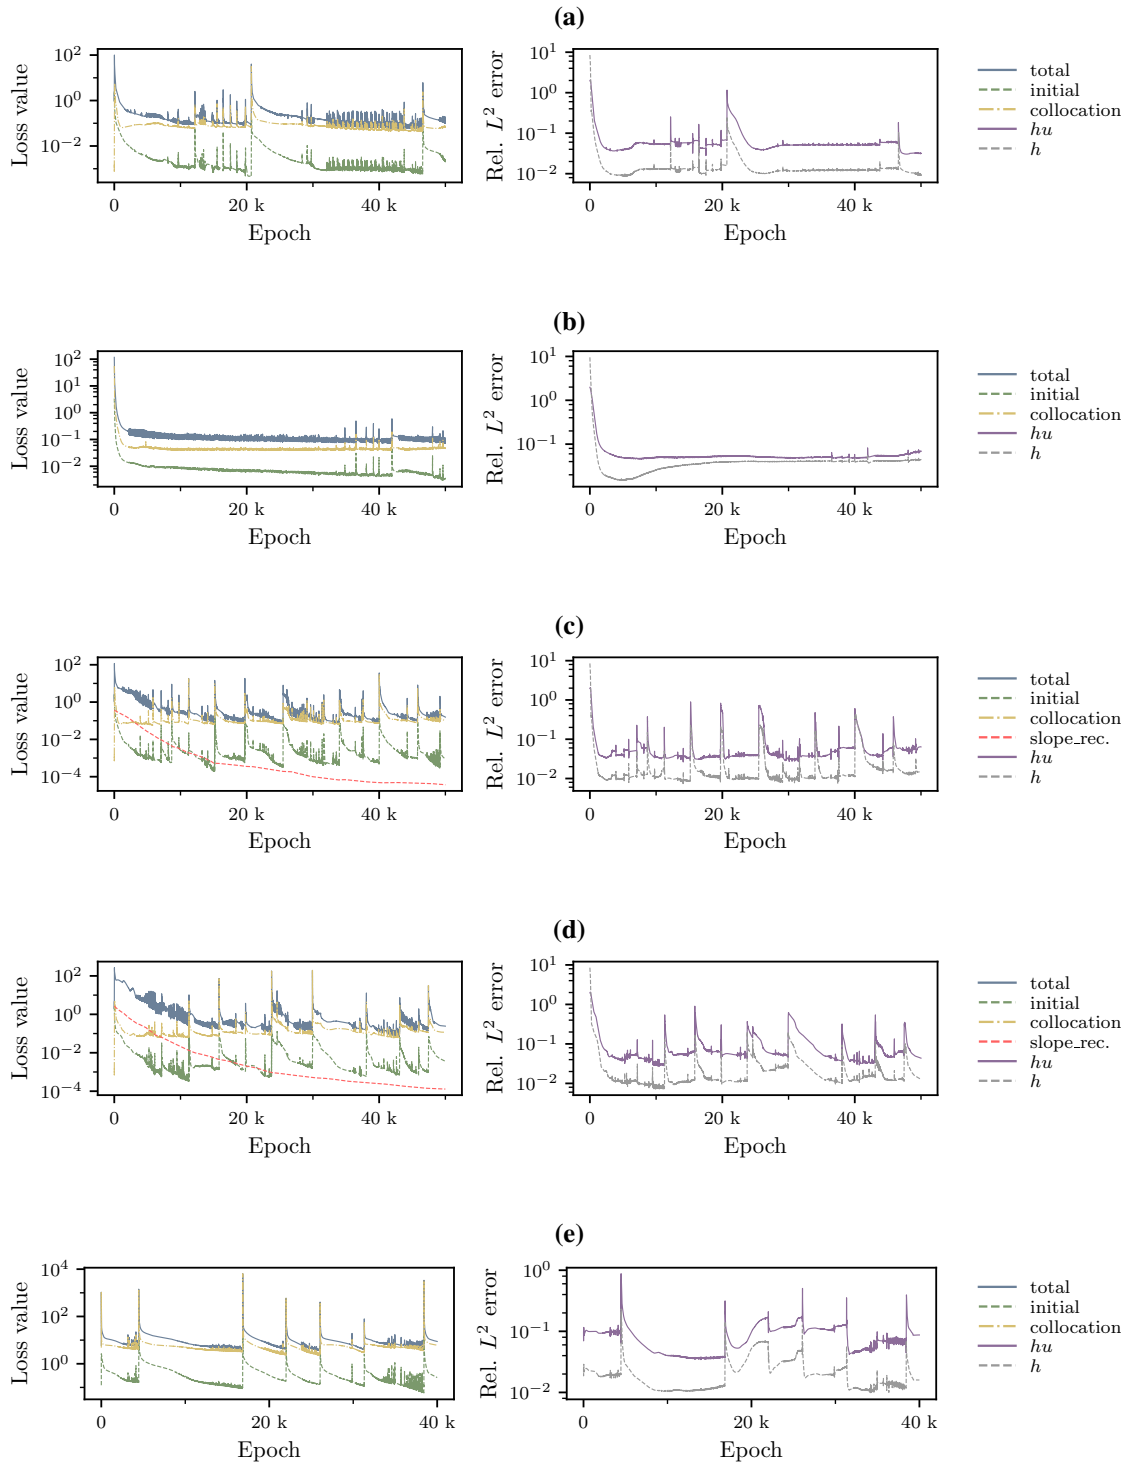 (a)
10^2
10^0
10^−2
Loss value
0
20 k
40 k
Epoch
10^1
10^0
10^−1
10^−2
Rel. L^2 error
0
20 k
40 k
Epoch
total
initial
collocation
hu
h
(b)
10^2
10^1
10^0
10^−1
10^−2
Loss value
0
20 k
40 k
Epoch
10^1
10^0
10^−1
Rel. L^2 error
0
20 k
40 k
Epoch
total
initial
collocation
hu
h
(c)
10^2
10^0
10^−2
10^−4
Loss value
0
20 k
40 k
Epoch
10^1
10^0
10^−1
10^−2
Rel. L^2 error
0
20 k
40 k
Epoch
total
initial
collocation
slope_rec.
hu
h
(d)
10^2
10^0
10^−2
10^−4
Loss value
0
20 k
40 k
Epoch
10^1
10^0
10^−1
10^−2
Rel. L^2 error
0
20 k
40 k
Epoch
total
initial
collocation
slope_rec.
hu
h
(e)
10^4
10^2
10^0
Loss value
0
20 k
40 k
Epoch
10^0
10^−1
10^−2
Rel. L^2 error
0
20 k
40 k
Epoch
total
initial
collocation
hu
h